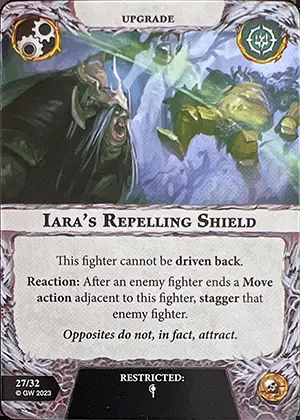 UPGRADE
IARA'S REPELLING SHIELD
This fighter cannot be driven back.
Reaction: After an enemy fighter ends a Move
action adjacent to this fighter, stagger that
enemy fighter.
Opposites do not, in fact, attract.
27/32
© GW 2023
RESTRICTED: